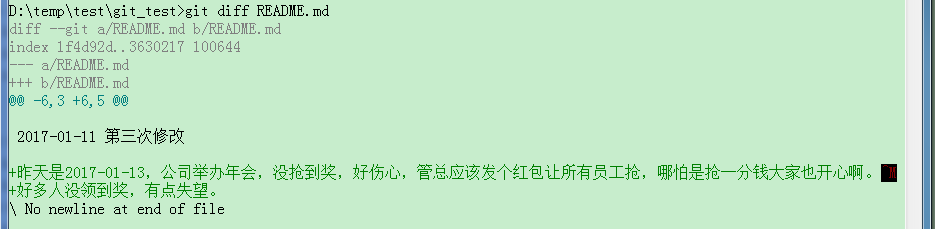 D:\temp\test\git_test>git diff README.md
diff --git a/README.md b/README.md
index 1f4d92d..3630217 100644
--- a/README.md
+++ b/README.md
@@ -6,3 +6,5 @@
2017-01-11 第三次修改
+昨天是2017-01-13，公司举办年会，没抢到奖，好伤心，管总应该发个红包让所有员工抢，哪怕是抢一分钱大家也开心啊。^M
+好多人没领到奖，有点失望。
\ No newline at end of file